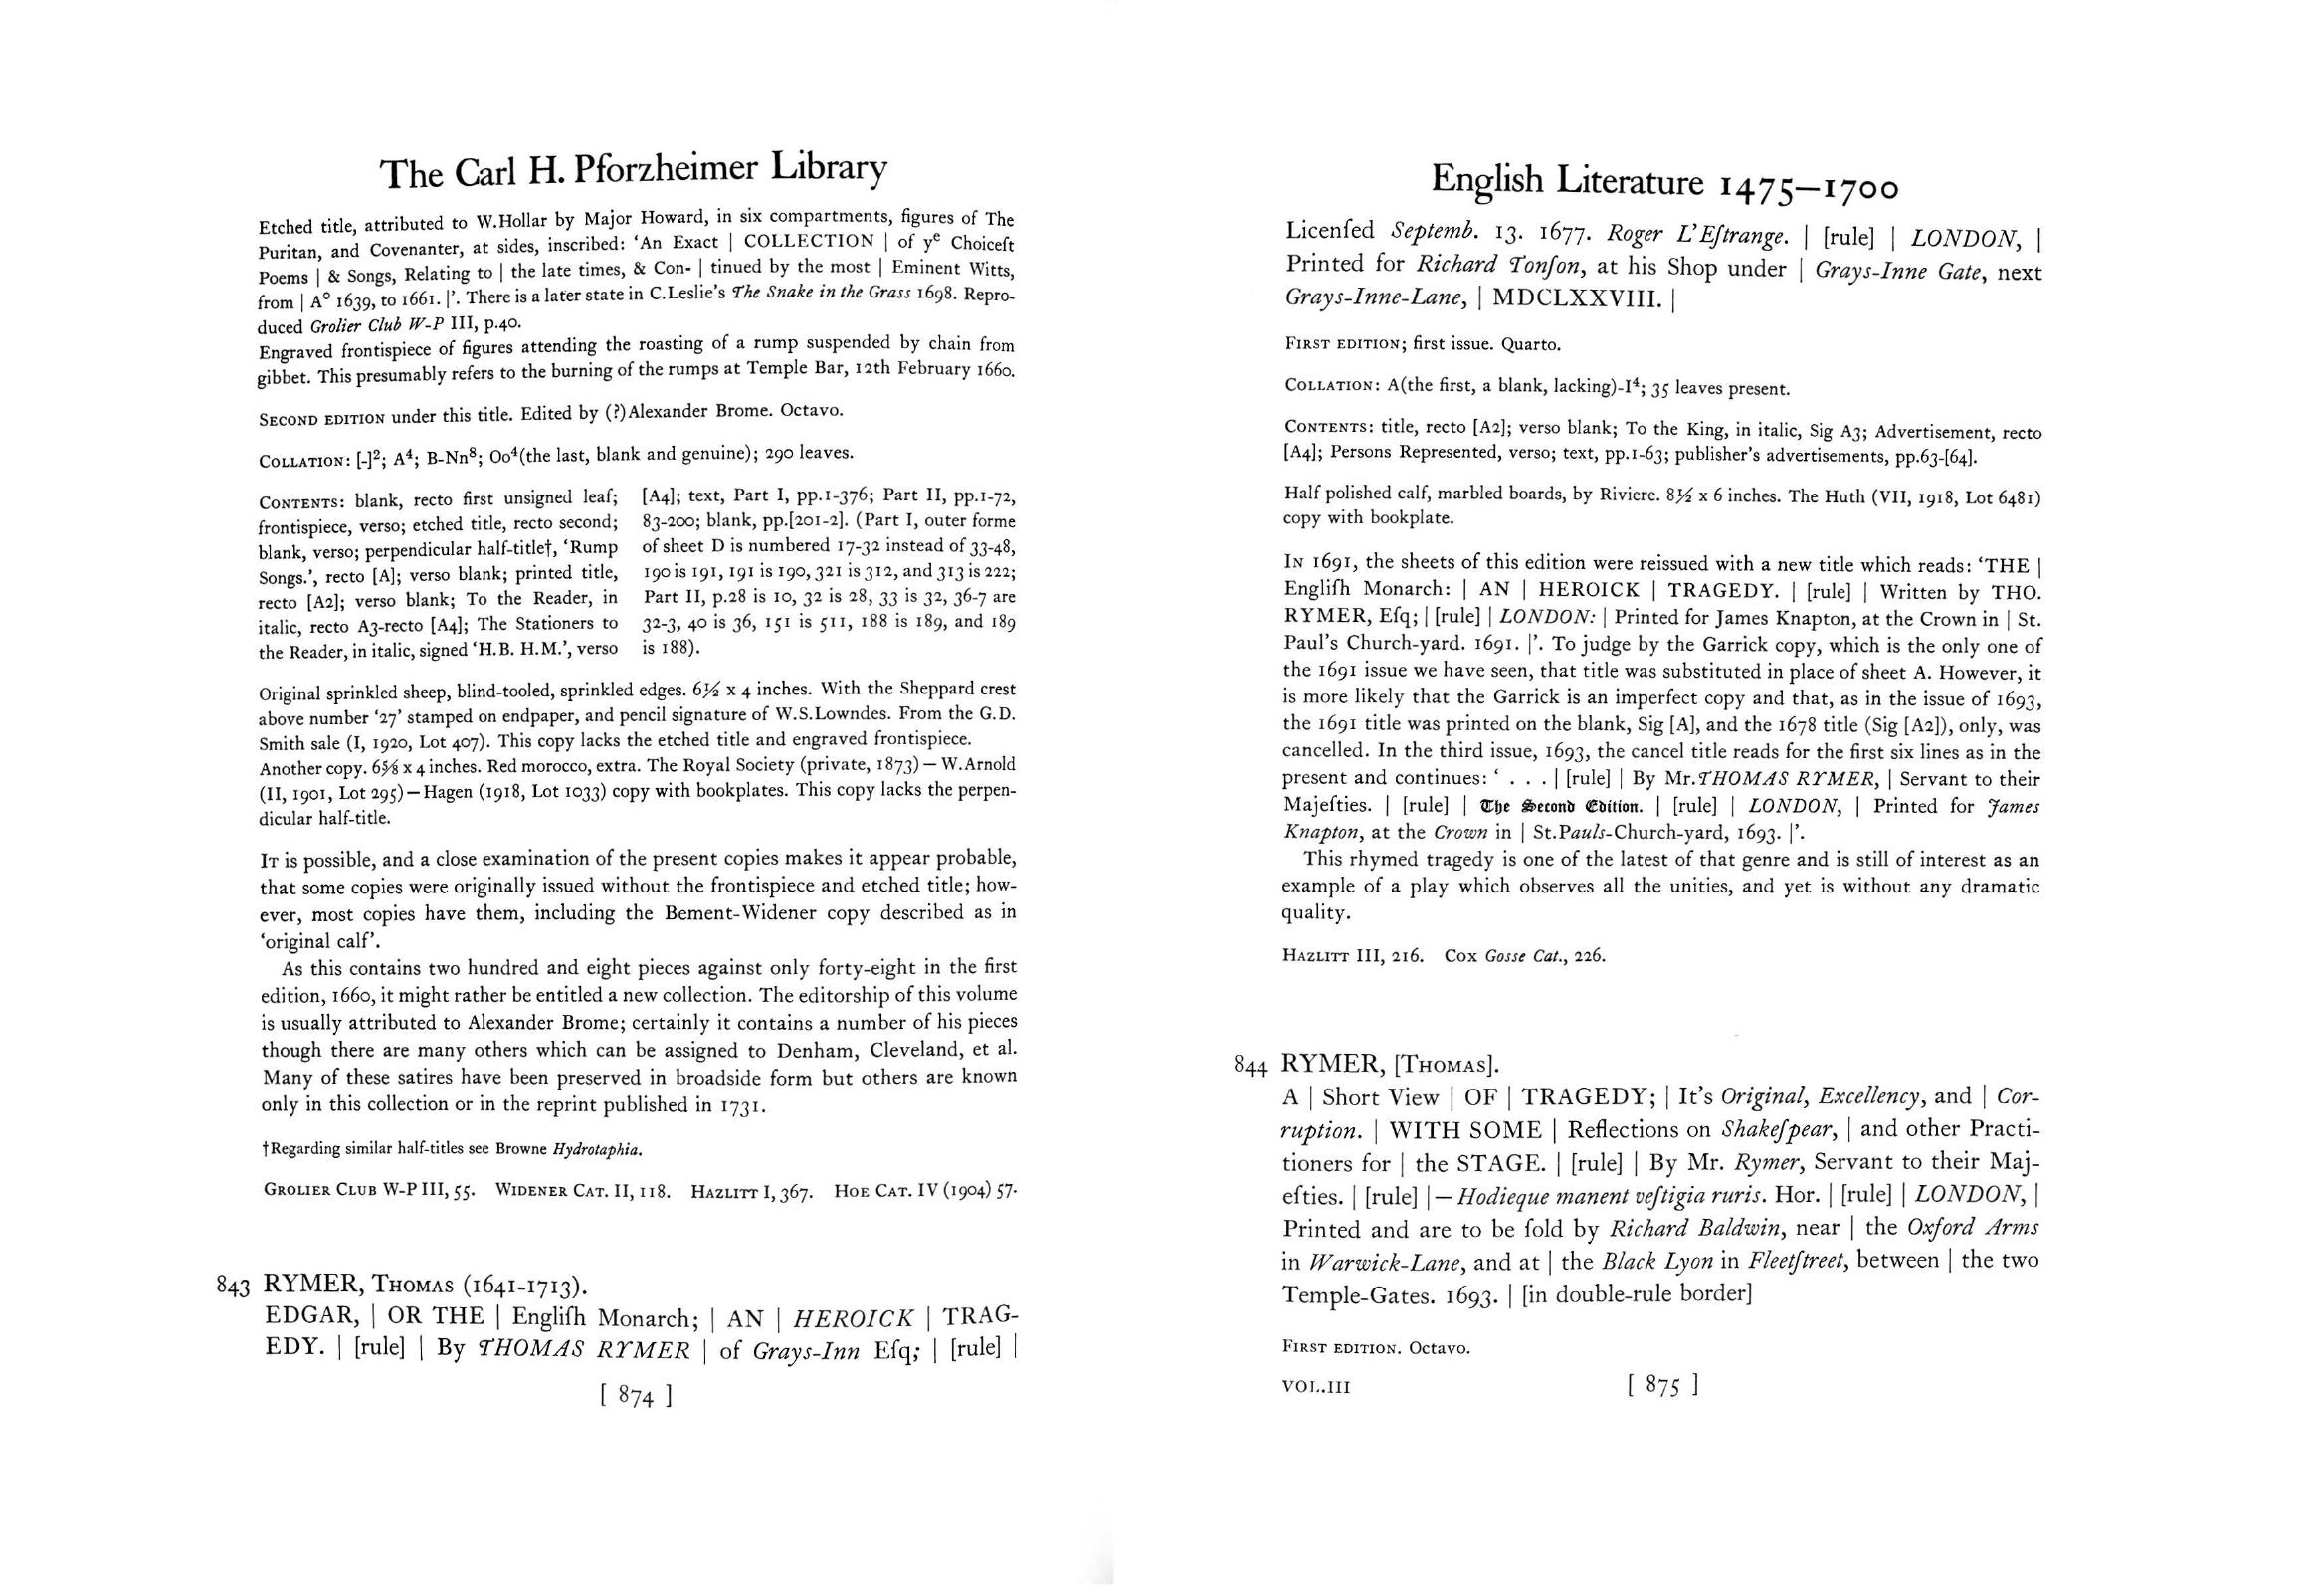 The Carl H. Pforzheimer Library
Etched title, attributed to W.Hollar by Major Howard, in six compartments, figures of The
Puritan, and Covenanter, at sides, inscribed: ‘An Exact | COLLECTION | of yᵉ Choiceſt
Poems | & Songs, Relating to | the late times, & Con- | tinued by the most | Eminent Witts,
from | A° 1639, to 1661. |’. There is a later state in C.Leslie's The Snake in the Grass 1698. Repro-
duced Grolier Club W-P III, p.40.
Engraved frontispiece of figures attending the roasting of a rump suspended by chain from
gibbet. This presumably refers to the burning of the rumps at Temple Bar, 12th February 1660.
SECOND EDITION under this title. Edited by (?)Alexander Brome. Octavo.
COLLATION: [-]²; A⁴; B-Nn⁸; Oo⁴(the last, blank and genuine); 290 leaves.
CONTENTS: blank, recto first unsigned leaf;
frontispiece, verso; etched title, recto second;
blank, verso; perpendicular half-title†, ‘Rump
Songs.’, recto [A]; verso blank; printed title,
recto [A2]; verso blank; To the Reader, in
italic, recto A3-recto [A4]; The Stationers to
the Reader, in italic, signed ‘H.B. H.M.’, verso
[A4]; text, Part I, pp.1-376; Part II, pp.1-72,
83-200; blank, pp.[201-2]. (Part I, outer forme
of sheet D is numbered 17-32 instead of 33-48,
190 is 191, 191 is 190, 321 is 312, and 313 is 222;
Part II, p.28 is 10, 32 is 28, 33 is 32, 36-7 are
32-3, 40 is 36, 151 is 511, 188 is 189, and 189
is 188).
Original sprinkled sheep, blind-tooled, sprinkled edges. 6½ x 4 inches. With the Sheppard crest
above number ‘27’ stamped on endpaper, and pencil signature of W.S.Lowndes. From the G.D.
Smith sale (I, 1920, Lot 407). This copy lacks the etched title and engraved frontispiece.
Another copy. 6⅝ x 4 inches. Red morocco, extra. The Royal Society (private, 1873) — W.Arnold
(II, 1901, Lot 295) — Hagen (1918, Lot 1033) copy with bookplates. This copy lacks the perpen-
dicular half-title.
IT is possible, and a close examination of the present copies makes it appear probable,
that some copies were originally issued without the frontispiece and etched title; how-
ever, most copies have them, including the Bement-Widener copy described as in
‘original calf’.
As this contains two hundred and eight pieces against only forty-eight in the first
edition, 1660, it might rather be entitled a new collection. The editorship of this volume
is usually attributed to Alexander Brome; certainly it contains a number of his pieces
though there are many others which can be assigned to Denham, Cleveland, et al.
Many of these satires have been preserved in broadside form but others are known
only in this collection or in the reprint published in 1731.
†Regarding similar half-titles see Browne Hydrotaphia.
GROLIER CLUB W-P III, 55. WIDENER CAT. II, 118. HAZLITT I, 367. HOE CAT. IV (1904) 57.
843 RYMER, THOMAS (1641-1713).
EDGAR, | OR THE | Engliſh Monarch; | AN | HEROICK | TRAG-
EDY. | [rule] | By THOMAS RYMER | of Grays-Inn Eſq; | [rule] |
[ 874 ]
English Literature 1475–1700
Licenſed Septemb. 13. 1677. Roger L'Eſtrange. | [rule] | LONDON, |
Printed for Richard Tonſon, at his Shop under | Grays-Inne Gate, next
Grays-Inne-Lane, | MDCLXXVIII. |
FIRST EDITION; first issue. Quarto.
COLLATION: A(the first, a blank, lacking)-I⁴; 35 leaves present.
CONTENTS: title, recto [A2]; verso blank; To the King, in italic, Sig A3; Advertisement, recto
[A4]; Persons Represented, verso; text, pp.1-63; publisher's advertisements, pp.63-[64].
Half polished calf, marbled boards, by Riviere. 8½ x 6 inches. The Huth (VII, 1918, Lot 6481)
copy with bookplate.
IN 1691, the sheets of this edition were reissued with a new title which reads: ‘THE |
Engliſh Monarch: | AN | HEROICK | TRAGEDY. | [rule] | Written by THO.
RYMER, Eſq; | [rule] | LONDON: | Printed for James Knapton, at the Crown in | St.
Paul's Church-yard. 1691. |’. To judge by the Garrick copy, which is the only one of
the 1691 issue we have seen, that title was substituted in place of sheet A. However, it
is more likely that the Garrick is an imperfect copy and that, as in the issue of 1693,
the 1691 title was printed on the blank, Sig [A], and the 1678 title (Sig [A2]), only, was
cancelled. In the third issue, 1693, the cancel title reads for the first six lines as in the
present and continues: ‘ . . . | [rule] | By Mr.THOMAS RYMER, | Servant to their
Majeſties. | [rule] | The Second Edition. | [rule] | LONDON, | Printed for James
Knapton, at the Crown in | St.Pauls-Church-yard, 1693. |’.
This rhymed tragedy is one of the latest of that genre and is still of interest as an
example of a play which observes all the unities, and yet is without any dramatic
quality.
HAZLITT III, 216. COX Gosse Cat., 226.
844 RYMER, [THOMAS].
A | Short View | OF | TRAGEDY; | It's Original, Excellency, and | Cor-
ruption. | WITH SOME | Reflections on Shakeſpear, | and other Practi-
tioners for | the STAGE. | [rule] | By Mr. Rymer, Servant to their Maj-
eſties. | [rule] | — Hodieque manent veſtigia ruris. Hor. | [rule] | LONDON, |
Printed and are to be ſold by Richard Baldwin, near | the Oxford Arms
in Warwick-Lane, and at | the Black Lyon in Fleetſtreet, between | the two
Temple-Gates. 1693. | [in double-rule border]
FIRST EDITION. Octavo.
VOL.III [ 875 ]